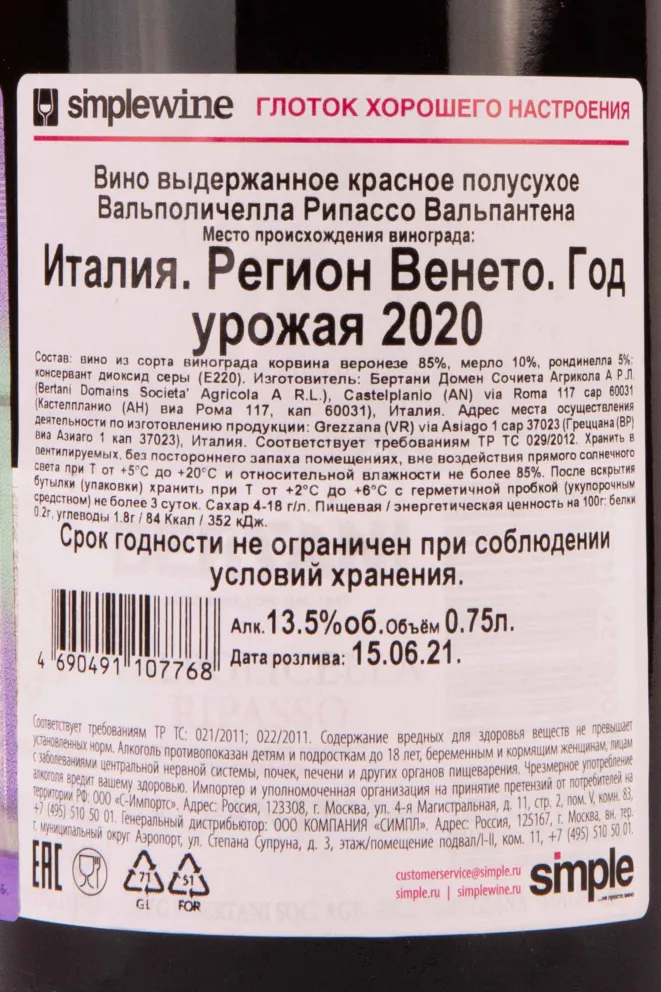 simplewine ГЛОТОК ХОРОШЕГО НАСТРОЕНИЯ
Вино выдержанное красное полусухое
Вальполичелла Рипассо Вальпантена
Место происхождения винограда:
Италия. Регион Венето. Год
урожая 2020
Состав: вино из сорта винограда корвина веронезе 85%, мерло 10%, рондинелла 5%;
консервант диоксид серы (Е220). Изготовитель: Бертани Домен Сочиета Агрикола А Р.Л.
(Bertani Domains Societa' Agricola A R.L.), Castelplanio (AN) via Roma 117 cap 60031
(Кастелпланио (АН) виа Рома 117, кап 60031), Италия. Адрес места осуществления
деятельности по изготовлению продукции: Grezzana (VR) via Asiago 1 cap 37023 (Греццана (ВР)
виа Азиаго 1 кап 37023), Италия. Соответствует требованиям ТР ТС 029/2012. Хранить в
вентилируемых, без постороннего запаха помещениях, вне воздействия прямого солнечного
света при Т от +5°С до +20°С и относительной влажности не более 85%. После вскрытия
бутылки (упаковки) хранить при Т от +2°С до +6°С с герметичной пробкой (укупорочным
средством) не более 3 суток. Сахар 4-18 г/л. Пищевая / энергетическая ценность на 100г: белки
0.2г, углеводы 1.8г / 84 Ккал / 352 кДж.
Срок годности не ограничен при соблюдении
условий хранения.
Алк.13.5%об.Объём 0.75л.
Дата розлива: 15.06.21.
4 690491 107768
Соответствует требованиям ТР ТС: 021/2011; 022/2011. Содержание вредных для здоровья веществ не превышает
установленных норм. Алкоголь противопоказан детям и подросткам до 18 лет, беременным и кормящим женщинам, лицам
с заболеваниями центральной нервной системы, почек, печени и других органов пищеварения. Чрезмерное употребление
алкоголя вредит вашему здоровью. Импортер и уполномоченная организация на принятие претензий от потребителей на
территории РФ: ООО «С-Импортс». Адрес: Россия, 123308, г. Москва, ул. 4-я Магистральная, д. 11, стр. 2, пом. V, комн. 83,
+7 (495) 510 50 01. Генеральный дистрибьютор: ООО КОМПАНИЯ «СИМПЛ». Адрес: Россия, 125167, г. Москва, вн. тер.
г. муниципальный округ Аэропорт, ул. Степана Супруна, д. 3, этаж/помещение подвал/I-II, ком. 11, +7 (495) 510 50 01.
EAC
71
GL
51
FOR
customerservice@simple.ru
simple.ru | simplewine.ru
simple
...не просто вино